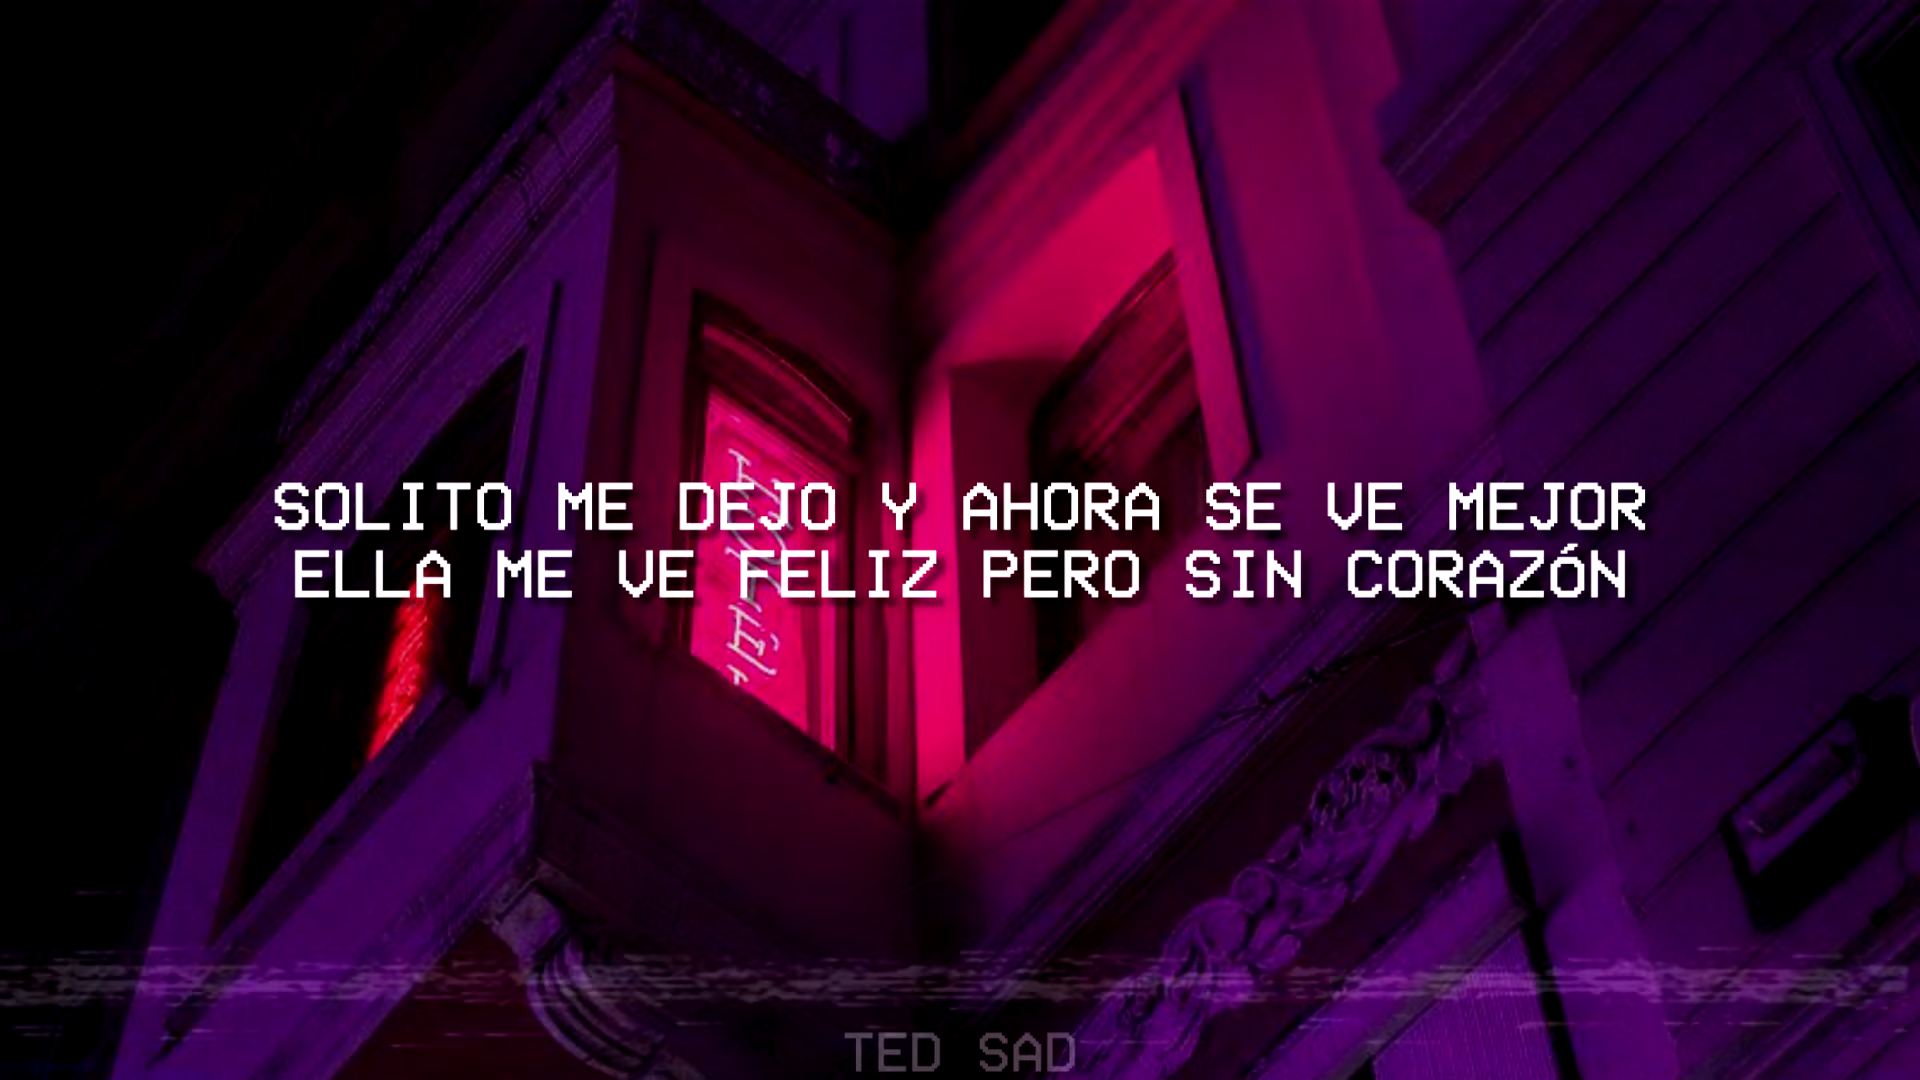 SOLITO ME DEJO Y AHORA SE VE MEJOR
ELLA ME VE FELIZ PERO SIN CORAZÓN
TED SAD